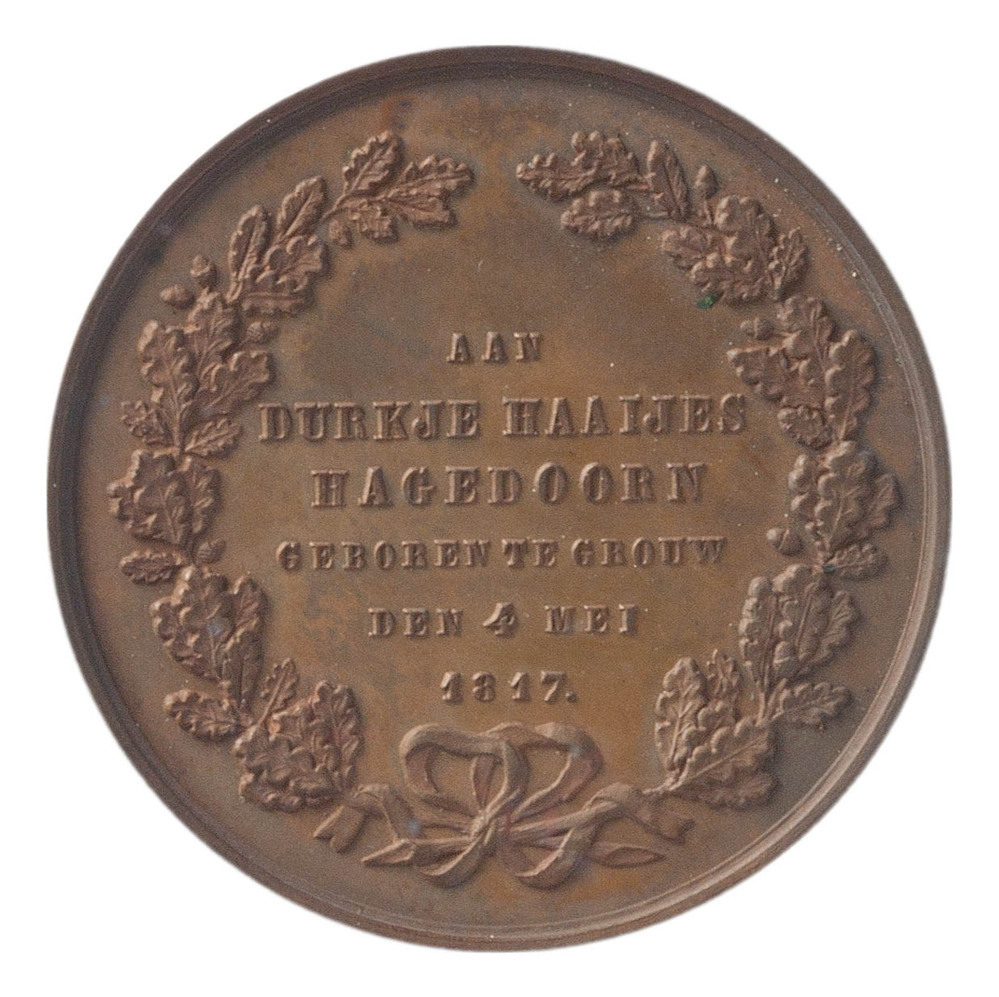 AAN
DURKJE HAAIJES
HAGEDOORN
GEBOREN TE GROUW
DEN 4 MEI
1817.